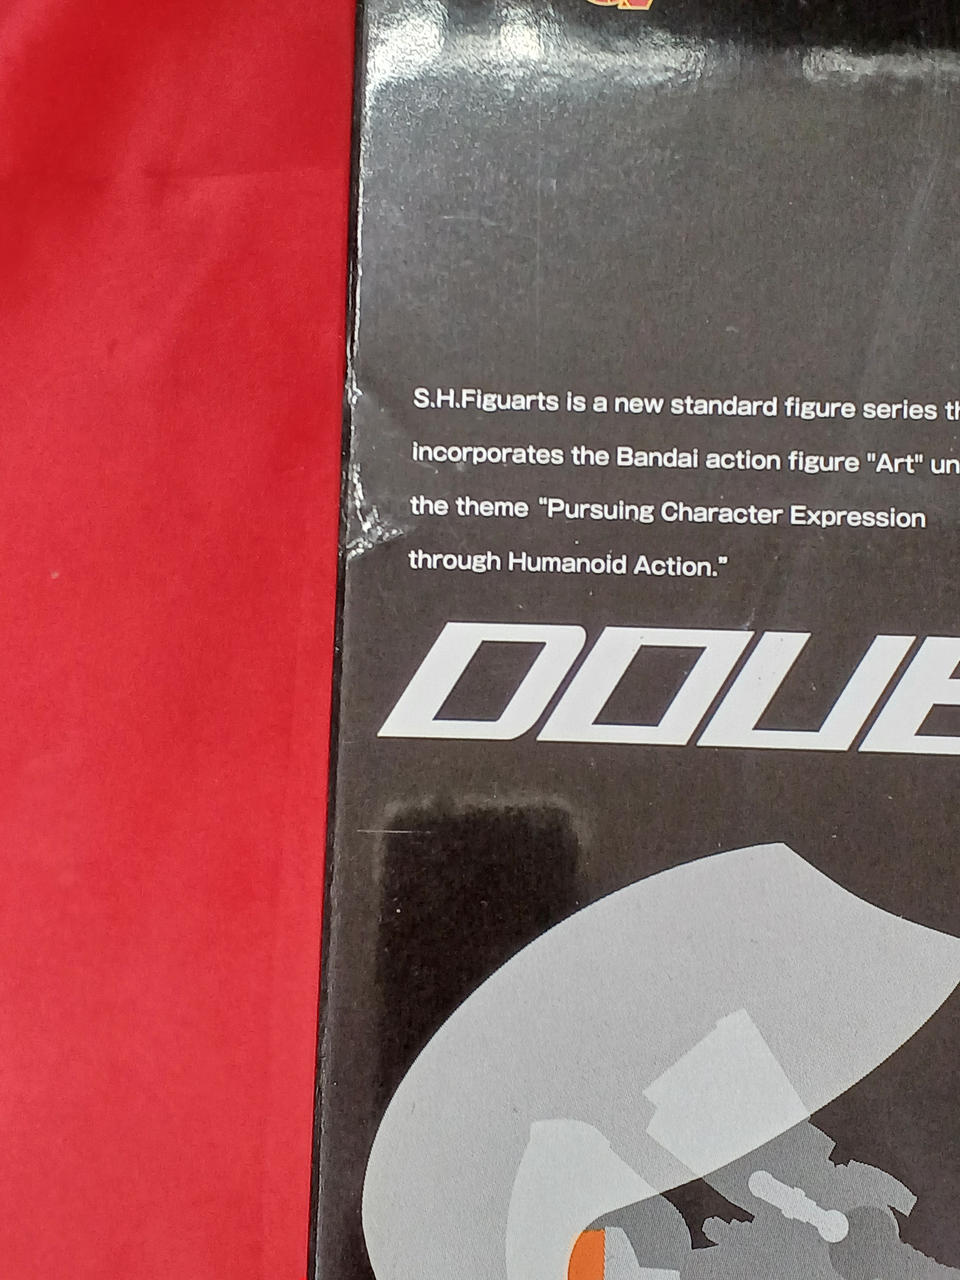 S.H.Figuarts is a new standard figure series
incorporates the Bandai action figure "Art"
the theme "Pursuing Character Expression
through Humanoid Action."